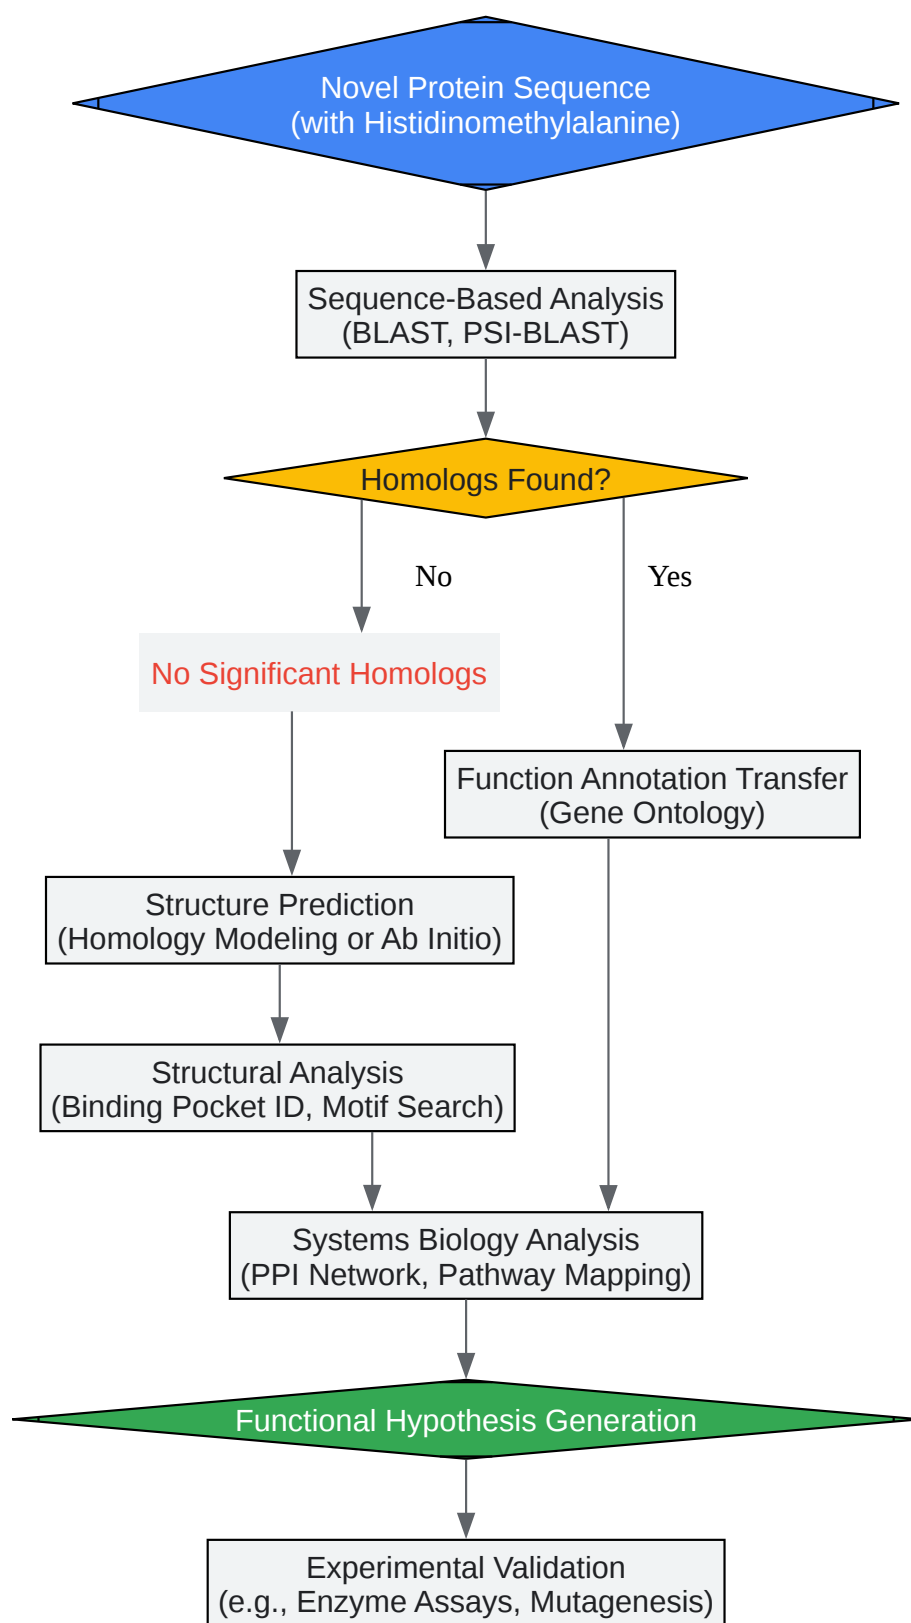 Novel Protein Sequence
(with Histidinomethylalanine)
Sequence-Based Analysis
(BLAST, PSI-BLAST)
Homologs Found?
No
Yes
No Significant Homologs
Function Annotation Transfer
(Gene Ontology)
Structure Prediction
(Homology Modeling or Ab Initio)
Structural Analysis
(Binding Pocket ID, Motif Search)
Systems Biology Analysis
(PPI Network, Pathway Mapping)
Functional Hypothesis Generation
Experimental Validation
(e.g., Enzyme Assays, Mutagenesis)